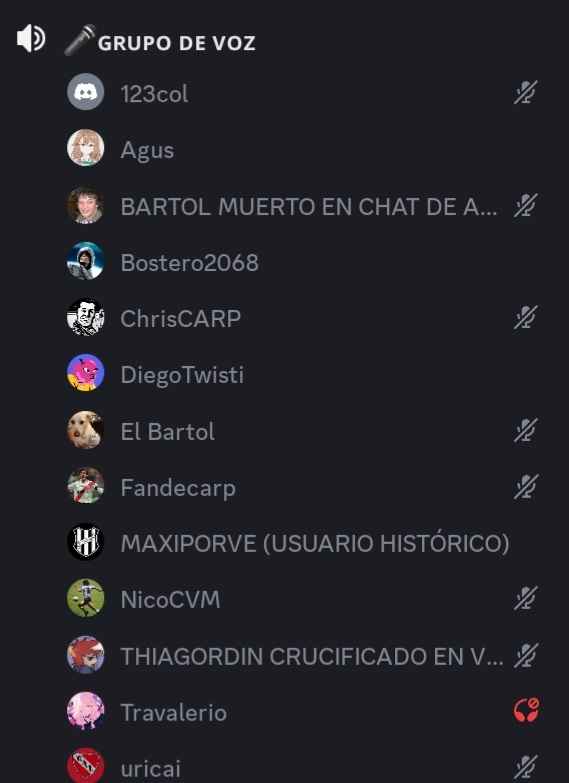 GRUPO DE VOZ
123col
Agus
BARTOL MUERTO EN CHAT DE A...
Bostero2068
ChrisCARP
DiegoTwisti
El Bartol
Fandecarp
MAXIPORVE (USUARIO HISTÓRICO)
NicoCVM
THIAGORDIN CRUCIFICADO EN V...
Travalerio
uricai